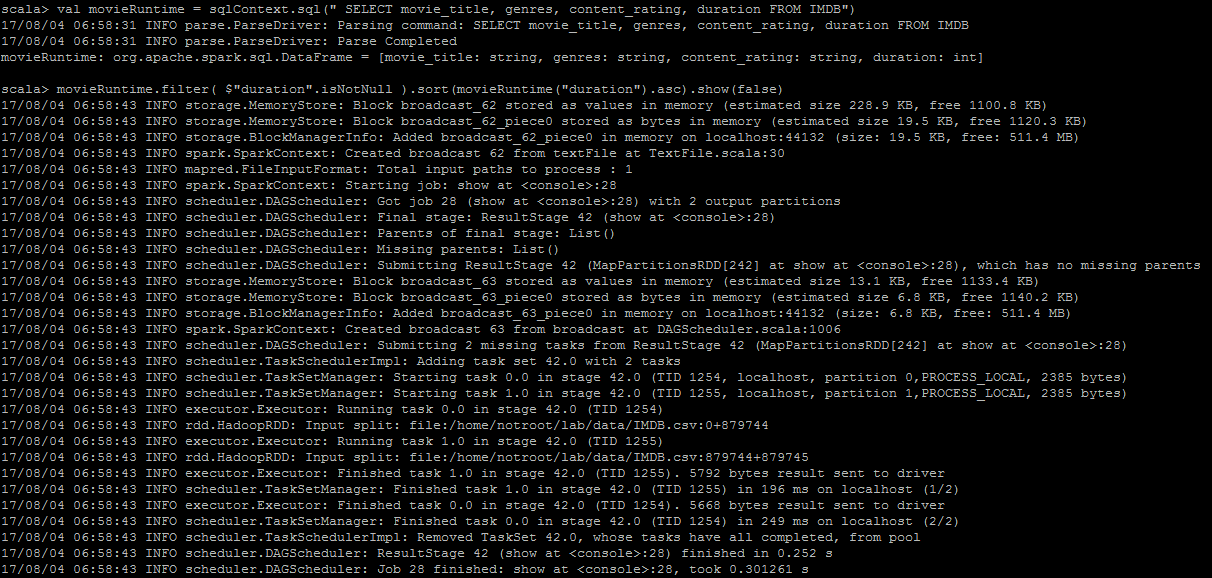 scala> val movieRuntime = sqlContext.sql(" SELECT movie_title, genres, content_rating, duration FROM IMDB")
17/08/04 06:58:31 INFO parse.ParseDriver: Parsing command: SELECT movie_title, genres, content_rating, duration FROM IMDB
17/08/04 06:58:31 INFO parse.ParseDriver: Parse Completed
movieRuntime: org.apache.spark.sql.DataFrame = [movie_title: string, genres: string, content_rating: string, duration: int]
scala> movieRuntime.filter( $"duration".isNotNull ).sort(movieRuntime("duration").asc).show(false)
17/08/04 06:58:43 INFO storage.MemoryStore: Block broadcast_62 stored as values in memory (estimated size 228.9 KB, free 1100.8 KB)
17/08/04 06:58:43 INFO storage.MemoryStore: Block broadcast_62_piece0 stored as bytes in memory (estimated size 19.5 KB, free 1120.3 KB)
17/08/04 06:58:43 INFO storage.BlockManagerInfo: Added broadcast_62_piece0 in memory on localhost:44132 (size: 19.5 KB, free: 511.4 MB)
17/08/04 06:58:43 INFO spark.SparkContext: Created broadcast 62 from textFile at TextFile.scala:30
17/08/04 06:58:43 INFO mapred.FileInputFormat: Total input paths to process : 1
17/08/04 06:58:43 INFO spark.SparkContext: Starting job: show at <console>:28
17/08/04 06:58:43 INFO scheduler.DAGScheduler: Got job 28 (show at <console>:28) with 2 output partitions
17/08/04 06:58:43 INFO scheduler.DAGScheduler: Final stage: ResultStage 42 (show at <console>:28)
17/08/04 06:58:43 INFO scheduler.DAGScheduler: Parents of final stage: List()
17/08/04 06:58:43 INFO scheduler.DAGScheduler: Missing parents: List()
17/08/04 06:58:43 INFO scheduler.DAGScheduler: Submitting ResultStage 42 (MapPartitionsRDD[242] at show at <console>:28), which has no missing parents
17/08/04 06:58:43 INFO storage.MemoryStore: Block broadcast_63 stored as values in memory (estimated size 13.1 KB, free 1133.4 KB)
17/08/04 06:58:43 INFO storage.MemoryStore: Block broadcast_63_piece0 stored as bytes in memory (estimated size 6.8 KB, free 1140.2 KB)
17/08/04 06:58:43 INFO storage.BlockManagerInfo: Added broadcast_63_piece0 in memory on localhost:44132 (size: 6.8 KB, free: 511.4 MB)
17/08/04 06:58:43 INFO spark.SparkContext: Created broadcast 63 from broadcast at DAGScheduler.scala:1006
17/08/04 06:58:43 INFO scheduler.DAGScheduler: Submitting 2 missing tasks from ResultStage 42 (MapPartitionsRDD[242] at show at <console>:28)
17/08/04 06:58:43 INFO scheduler.TaskSchedulerImpl: Adding task set 42.0 with 2 tasks
17/08/04 06:58:43 INFO scheduler.TaskSetManager: Starting task 0.0 in stage 42.0 (TID 1254, localhost, partition 0,PROCESS_LOCAL, 2385 bytes)
17/08/04 06:58:43 INFO scheduler.TaskSetManager: Starting task 1.0 in stage 42.0 (TID 1255, localhost, partition 1,PROCESS_LOCAL, 2385 bytes)
17/08/04 06:58:43 INFO executor.Executor: Running task 0.0 in stage 42.0 (TID 1254)
17/08/04 06:58:43 INFO rdd.HadoopRDD: Input split: file:/home/notroot/lab/data/IMDB.csv:0+879744
17/08/04 06:58:43 INFO executor.Executor: Running task 1.0 in stage 42.0 (TID 1255)
17/08/04 06:58:43 INFO rdd.HadoopRDD: Input split: file:/home/notroot/lab/data/IMDB.csv:879744+879745
17/08/04 06:58:43 INFO executor.Executor: Finished task 1.0 in stage 42.0 (TID 1255). 5792 bytes result sent to driver
17/08/04 06:58:43 INFO scheduler.TaskSetManager: Finished task 1.0 in stage 42.0 (TID 1255) in 196 ms on localhost (1/2)
17/08/04 06:58:43 INFO executor.Executor: Finished task 0.0 in stage 42.0 (TID 1254). 5668 bytes result sent to driver
17/08/04 06:58:43 INFO scheduler.TaskSetManager: Finished task 0.0 in stage 42.0 (TID 1254) in 249 ms on localhost (2/2)
17/08/04 06:58:43 INFO scheduler.TaskSchedulerImpl: Removed TaskSet 42.0, whose tasks have all completed, from pool
17/08/04 06:58:43 INFO scheduler.DAGScheduler: ResultStage 42 (show at <console>:28) finished in 0.252 s
17/08/04 06:58:43 INFO scheduler.DAGScheduler: Job 28 finished: show at <console>:28, took 0.301261 s